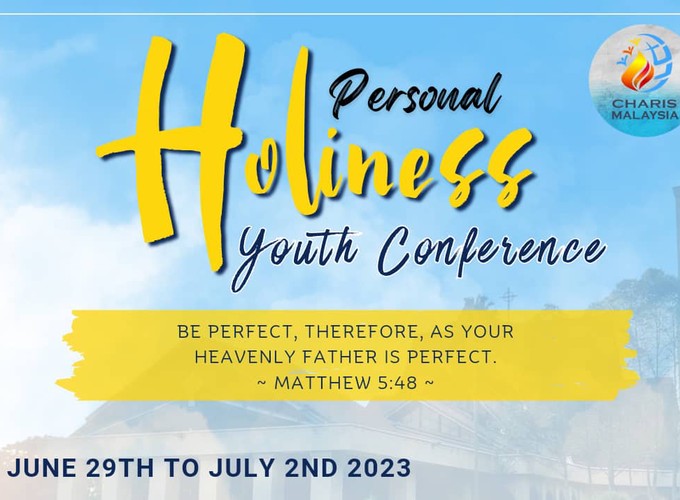 Personal
Holiness
Youth Conference
CHARIS
MALAYSIA
BE PERFECT, THEREFORE, AS YOUR
HEAVENLY FATHER IS PERFECT.
~ MATTHEW 5:48 ~
JUNE 29TH TO JULY 2ND 2023